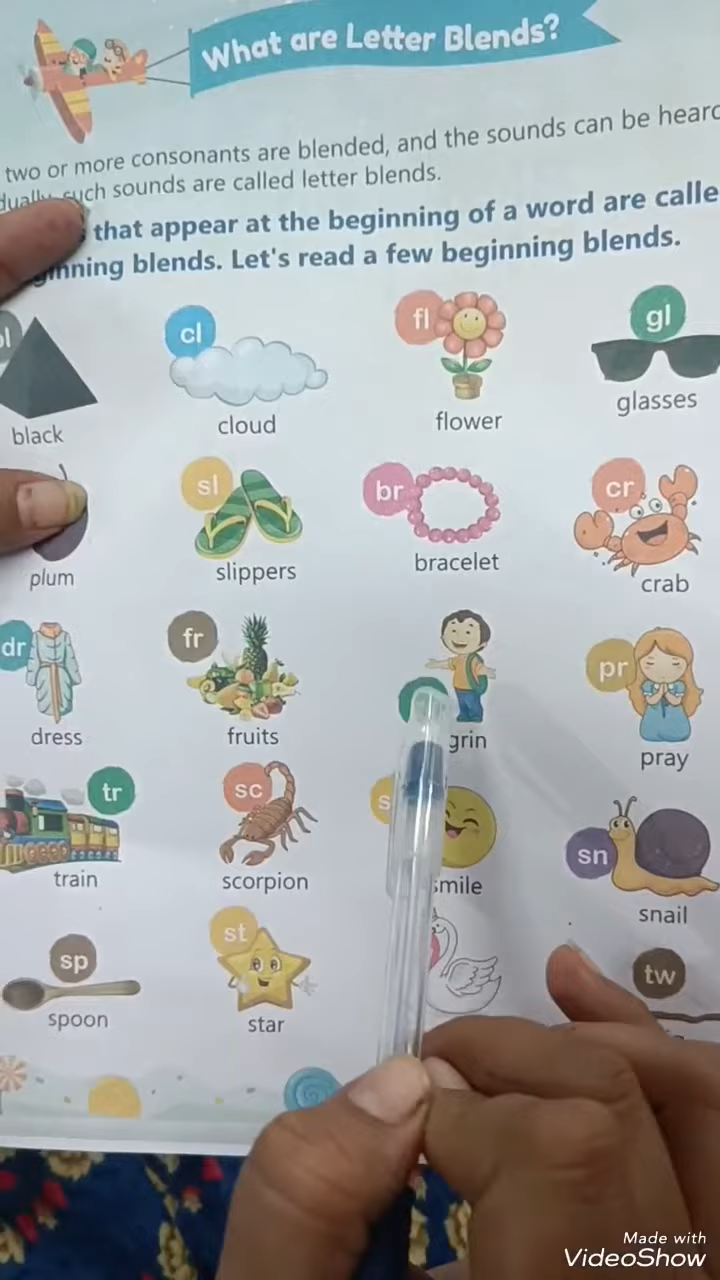 What are Letter Blends?
two or more consonants are blended, and the sounds can be heard
such sounds are called letter blends.
that appear at the beginning of a word are calle
blends. Let's read a few beginning blends.
cl fl gl
black cloud flower glasses
sl br cr
plum slippers bracelet crab
dr fr pr
dress fruits grin pray
tr sc sn
train scorpion smile snail
sp st tw
spoon star
Made with
VideoShow